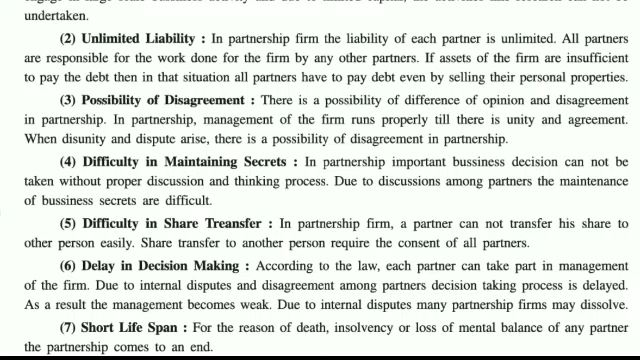 undertaken.
(2) Unlimited Liability : In partnership firm the liability of each partner is unlimited. All partners
are responsible for the work done for the firm by any other partners. If assets of the firm are insufficient
to pay the debt then in that situation all partners have to pay debt even by selling their personal properties.
(3) Possibility of Disagreement : There is a possibility of difference of opinion and disagreement
in partnership. In partnership, management of the firm runs properly till there is unity and agreement.
When disunity and dispute arise, there is a possibility of disagreement in partnership.
(4) Difficulty in Maintaining Secrets : In partnership important bussiness decision can not be
taken without proper discussion and thinking process. Due to discussions among partners the maintenance
of bussiness secrets are difficult.
(5) Difficulty in Share Treansfer : In partnership firm, a partner can not transfer his share to
other person easily. Share transfer to another person require the consent of all partners.
(6) Delay in Decision Making : According to the law, each partner can take part in management
of the firm. Due to internal disputes and disagreement among partners decision taking process is delayed.
As a result the management becomes weak. Due to internal disputes many partnership firms may dissolve.
(7) Short Life Span : For the reason of death, insolvency or loss of mental balance of any partner
the partnership comes to an end.